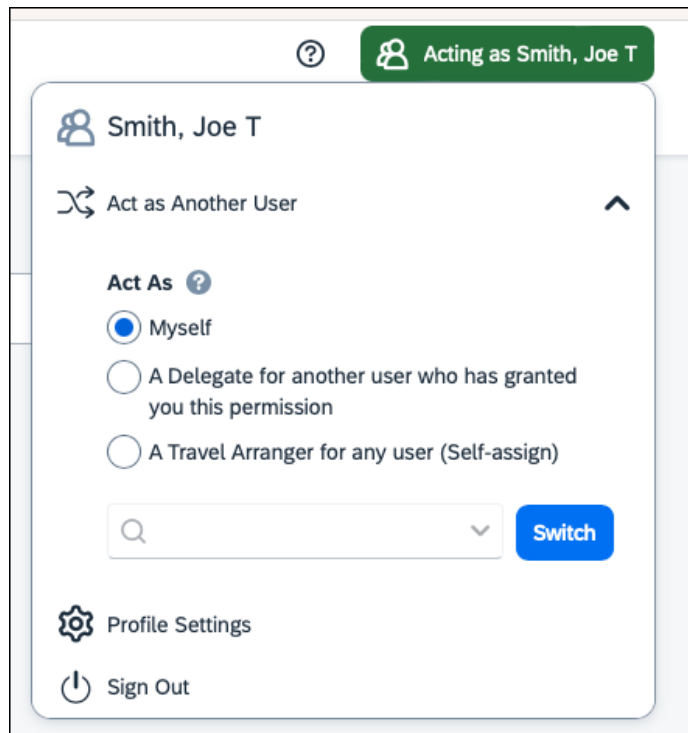 Acting as Smith, Joe T
Smith, Joe T
Act as Another User
Act As
Myself
A Delegate for another user who has granted
you this permission
A Travel Arranger for any user (Self-assign)
Switch
Profile Settings
Sign Out